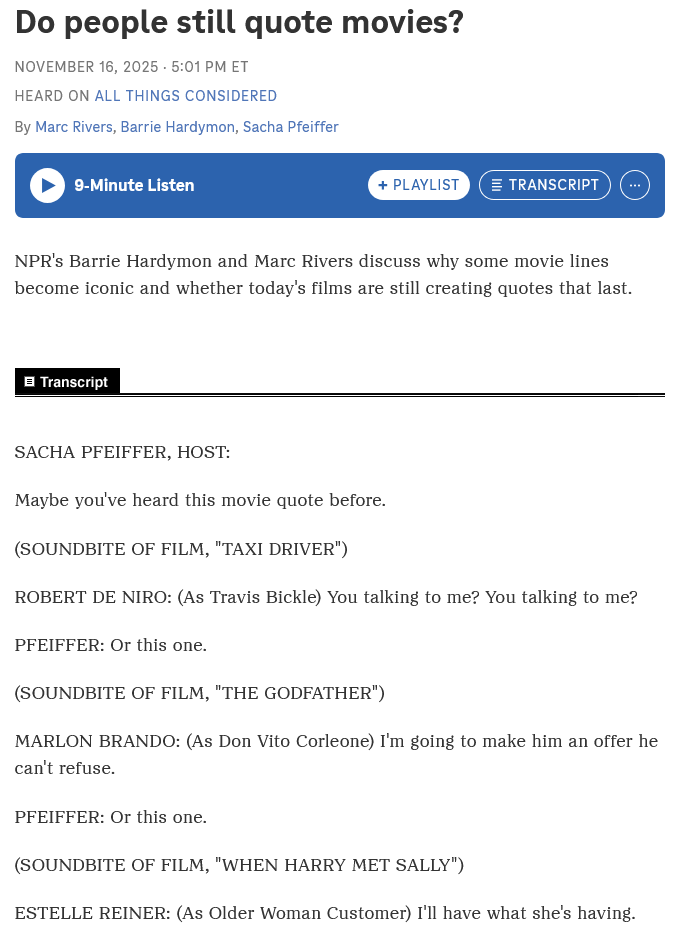 Do people still quote movies?
NOVEMBER 16, 2025 · 5:01 PM ET
HEARD ON ALL THINGS CONSIDERED
By Marc Rivers, Barrie Hardymon, Sacha Pfeiffer
9-Minute Listen
+ PLAYLIST
TRANSCRIPT
···
NPR's Barrie Hardymon and Marc Rivers discuss why some movie lines
become iconic and whether today's films are still creating quotes that last.
Transcript
SACHA PFEIFFER, HOST:
Maybe you've heard this movie quote before.
(SOUNDBITE OF FILM, "TAXI DRIVER")
ROBERT DE NIRO: (As Travis Bickle) You talking to me? You talking to me?
PFEIFFER: Or this one.
(SOUNDBITE OF FILM, "THE GODFATHER")
MARLON BRANDO: (As Don Vito Corleone) I'm going to make him an offer he
can't refuse.
PFEIFFER: Or this one.
(SOUNDBITE OF FILM, "WHEN HARRY MET SALLY")
ESTELLE REINER: (As Older Woman Customer) I'll have what she's having.